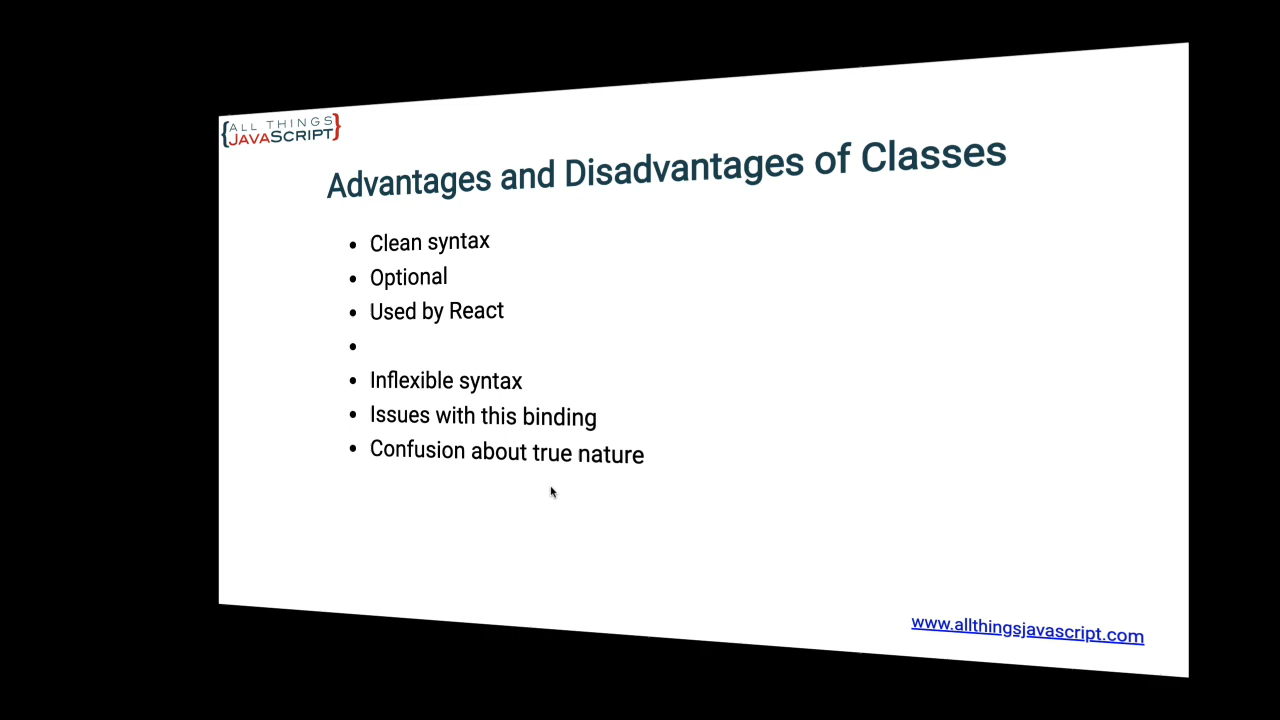 {ALL THINGS
JAVASCRIPT}
Advantages and Disadvantages of Classes
• Clean syntax
• Optional
• Used by React
•
• Inflexible syntax
• Issues with this binding
• Confusion about true nature
www.allthingsjavascript.com